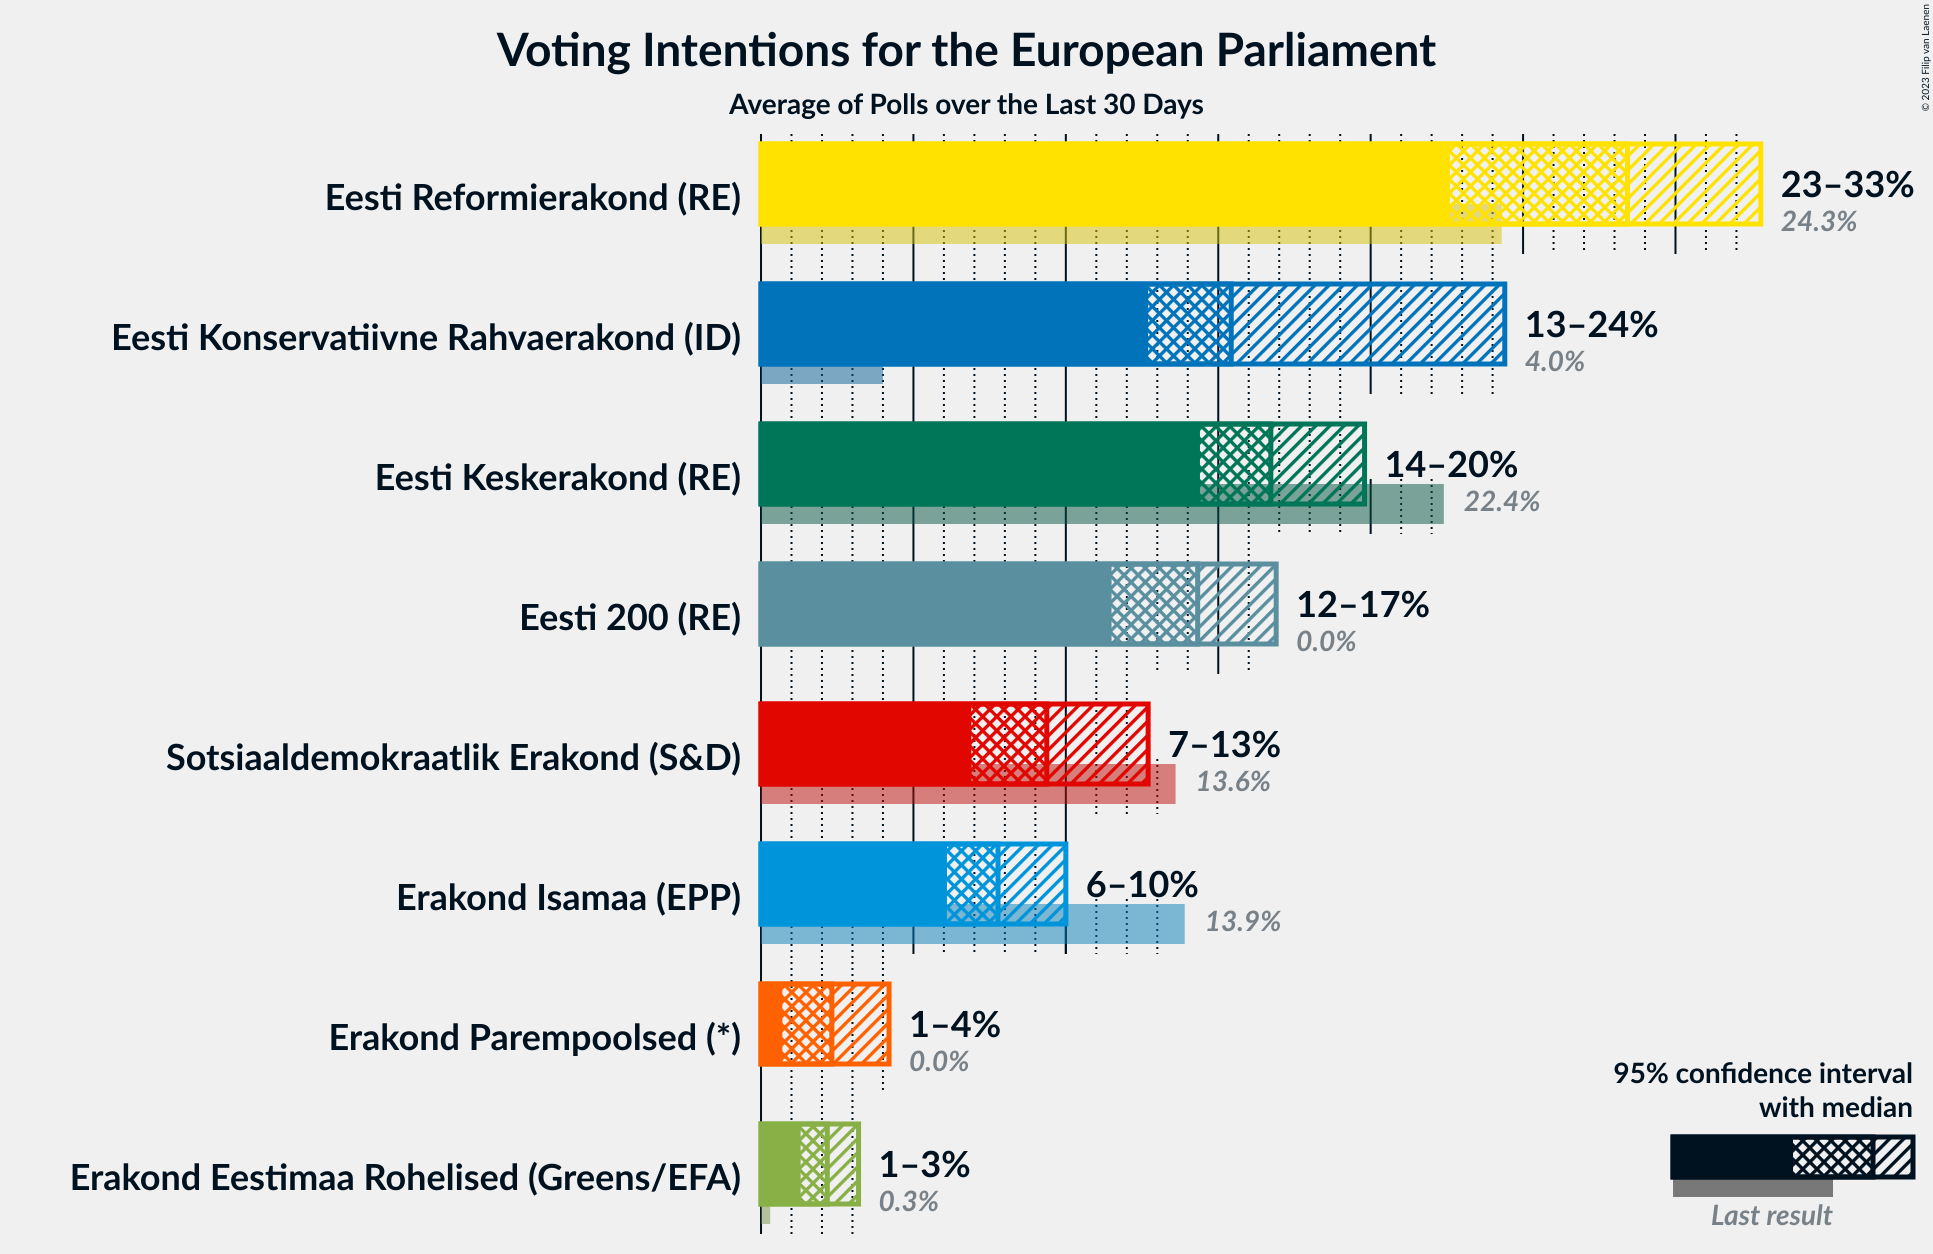 Voting Intentions for the European Parliament
Average of Polls over the Last 30 Days
© 2023 Filip van Laenen
Eesti Reformierakond (RE)
23–33%
24.3%
Eesti Konservatiivne Rahvaerakond (ID)
13–24%
4.0%
Eesti Keskerakond (RE)
14–20%
22.4%
Eesti 200 (RE)
12–17%
0.0%
Sotsiaaldemokraatlik Erakond (S&D)
7–13%
13.6%
Erakond Isamaa (EPP)
6–10%
13.9%
Erakond Parempoolsed (*)
1–4%
0.0%
Erakond Eestimaa Rohelised (Greens/EFA)
1–3%
0.3%
95% confidence interval
with median
Last result